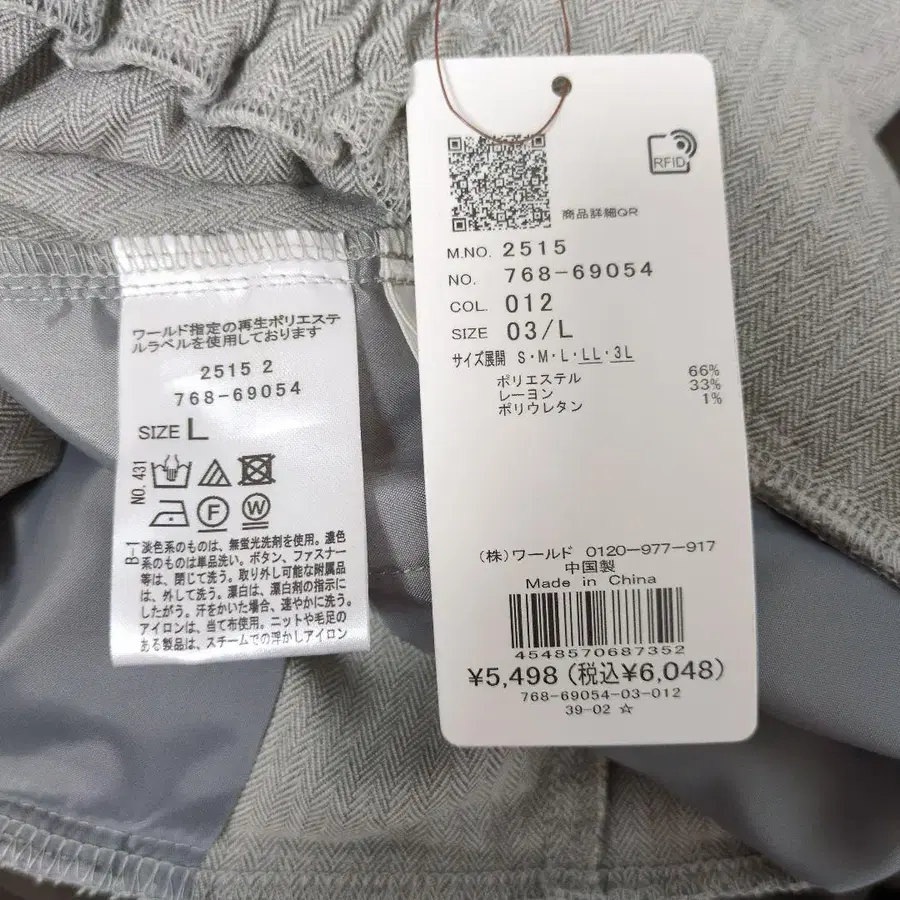 ワールド指定の再生ポリエステ
ルラベルを使用しております
2515 2
768-69054
SIZE L
NO.431
F
W
B-1
淡色系のものは、無蛍光洗剤を使用。濃色
系のものは単品洗い。ボタン、ファスナー
等は、閉じて洗う。取り外し可能な附属品
は、外して洗う。漂白は、漂白剤の指示に
したがう。汗をかいた場合、速やかに洗う。
アイロンは、当て布使用。ニットや毛足の
ある製品は、スチームでの浮かしアイロン
RFID
商品詳細QR
M.NO. 2515
NO. 768-69054
COL. 012
SIZE 03/L
サイズ展開 S・M・L・LL・3L
ポリエステル 66%
レーヨン 33%
ポリウレタン 1%
(株)ワールド 0120-977-917
中国製
Made in China
4548570687352
¥5,498(税込¥6,048)
768-69054-03-012
39-02 ☆